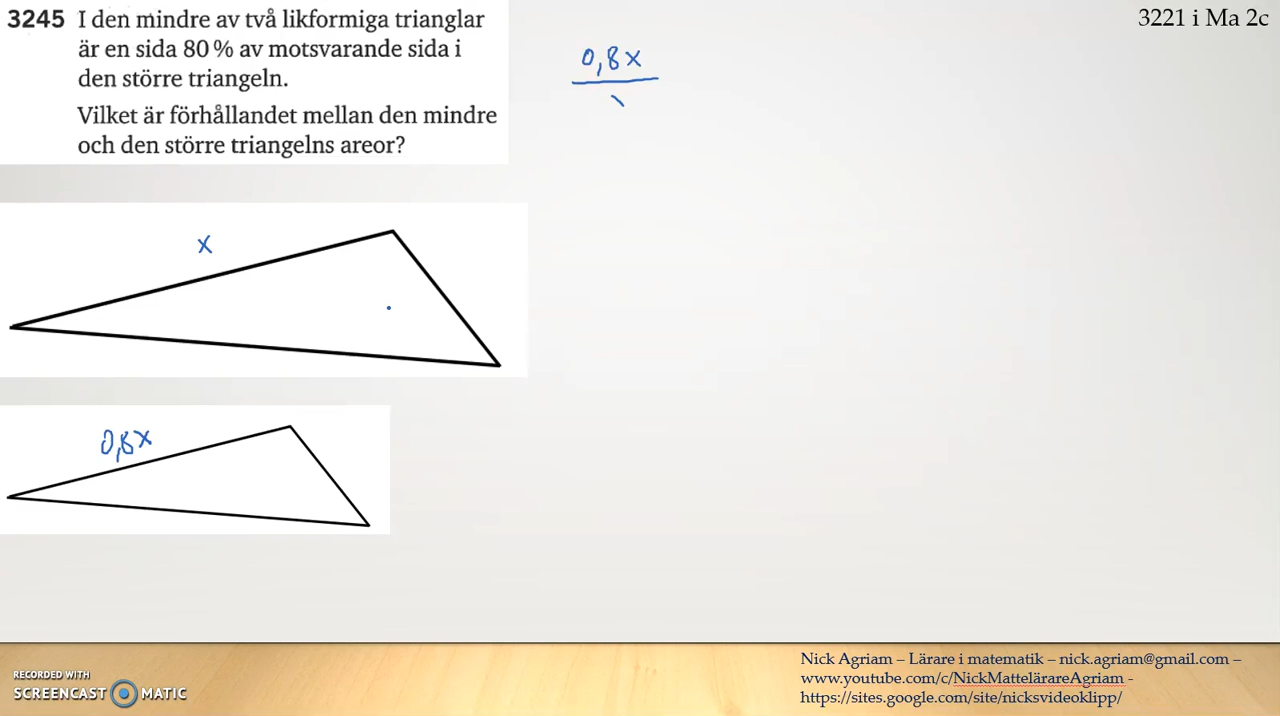 3245 I den mindre av två likformiga trianglar
är en sida 80 % av motsvarande sida i
den större triangeln.
Vilket är förhållandet mellan den mindre
och den större triangelns areor?
3221 i Ma 2c
0,8x
x
0,8x
RECORDED WITH
SCREENCAST MATIC
Nick Agriam – Lärare i matematik – nick.agriam@gmail.com –
www.youtube.com/c/NickMattelärareAgriam -
https://sites.google.com/site/nicksvideoklipp/